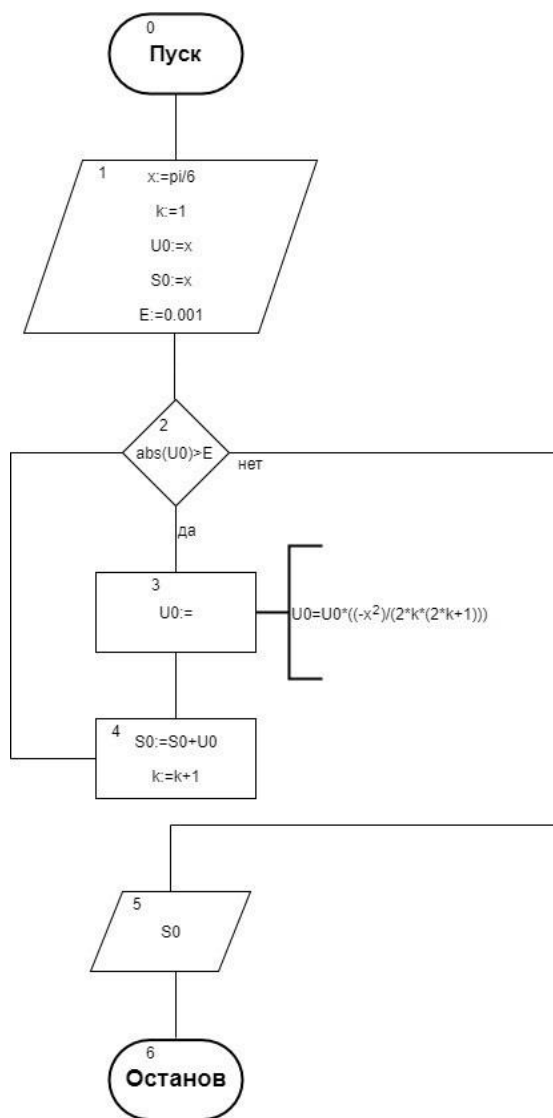 0
Пуск
1
x:=pi/6
k:=1
U0:=x
S0:=x
E:=0.001
2
abs(U0)>E
нет
да
3
U0:=
U0=U0*((-x²)/(2*k*(2*k+1)))
4
S0:=S0+U0
k:=k+1
5
S0
6
Останов